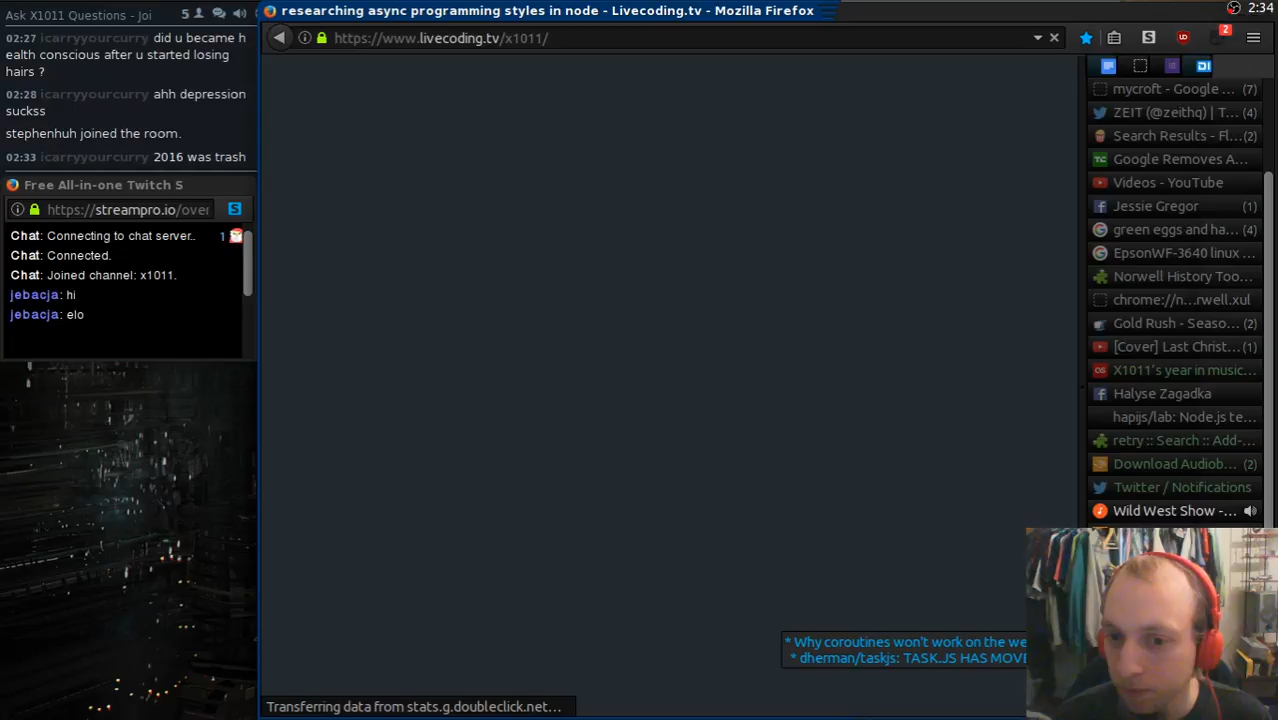 Ask X1011 Questions - Joi
5
02:27 icarryyourcurry did u became h
ealth conscious after u started losing
hairs ?
02:28 icarryyourcurry ahh depression
suckss
stephenhuh joined the room.
02:33 icarryyourcurry 2016 was trash
Free All-in-one Twitch S
https://streampro.io/over
S
Chat: Connecting to chat server..
1
Chat: Connected.
Chat: Joined channel: x1011.
jebacja: hi
jebacja: elo
researching async programming styles in node - Livecoding.tv - Mozilla Firefox
2:34
https://www.livecoding.tv/x1011/
S
2
DI
mycroft - Google ... (7)
ZEIT (@zeithq) | T... (4)
Search Results - Fl... (2)
Google Removes A...
Videos - YouTube
Jessie Gregor (1)
green eggs and ha... (4)
EpsonWF-3640 linux ...
Norwell History Too...
chrome://n...rwell.xul
Gold Rush - Seaso... (2)
[Cover] Last Christ... (1)
X1011's year in music...
Halyse Zagadka
hapijs/lab: Node.js te...
retry :: Search :: Add-...
Download Audiob... (2)
Twitter / Notifications
Wild West Show -...
* Why coroutines won't work on the we
* dherman/taskjs: TASK.JS HAS MOVE
Transferring data from stats.g.doubleclick.net...